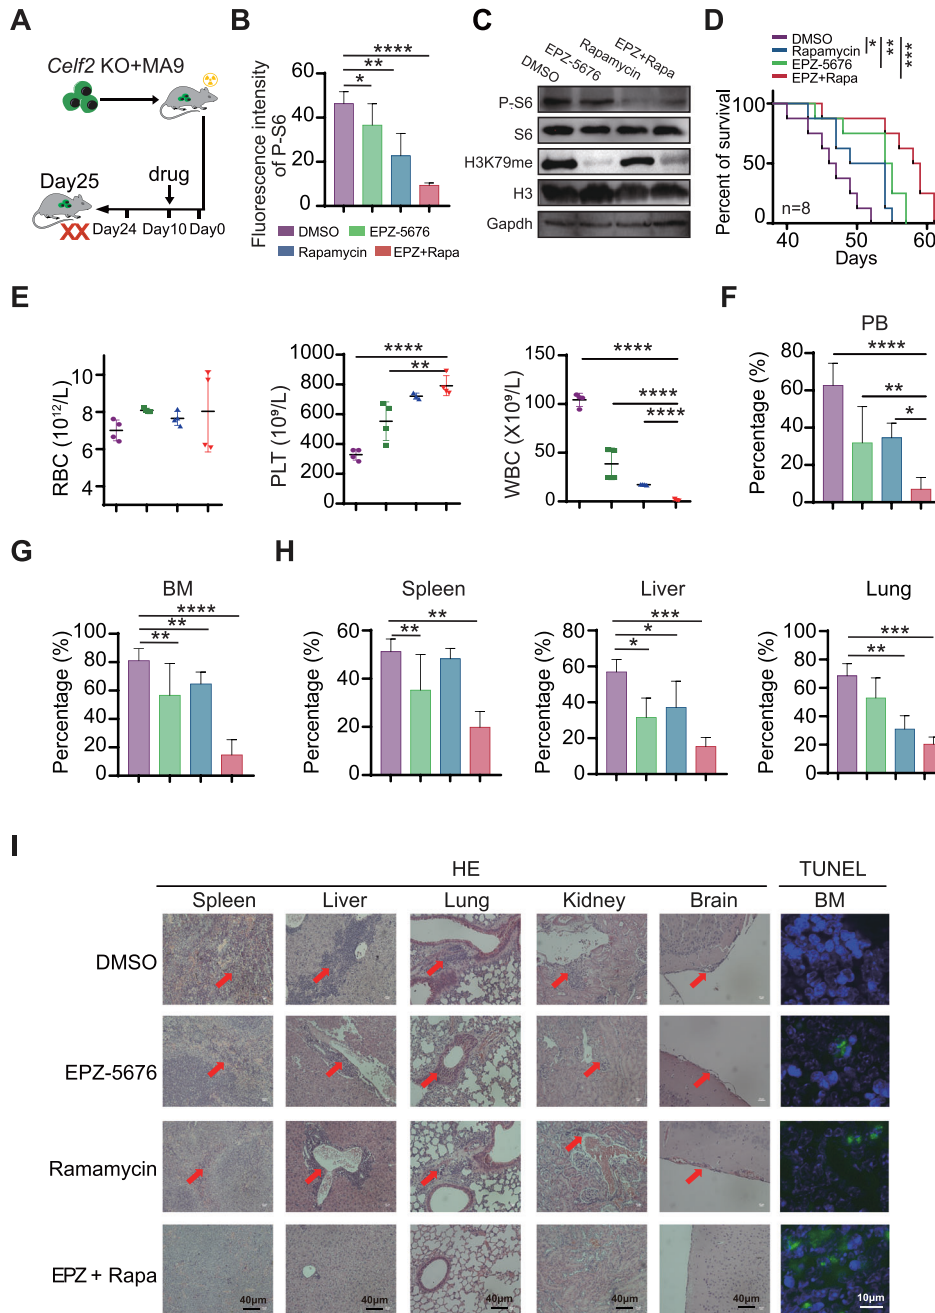 A
Celf2 KO+MA9
Day25
drug
XX
Day24
Day10
Day0
B
Fluorescence intensity
of P-S6
60
40
20
0
****
**
*
DMSO
EPZ-5676
Rapamycin
EPZ+Rapa
C
DMSO
EPZ-5676
Rapamycin
EPZ+Rapa
P-S6
S6
H3K79me
H3
Gapdh
D
DMSO
Rapamycin
EPZ-5676
EPZ+Rapa
*
**
***
Percent of survival
100
50
0
n=8
40 50 60
Days
E
RBC (10¹²/L)
10
8
6
4
PLT (10⁹/L)
1000
800
600
400
200
0
****
**
WBC (X10⁹/L)
150
100
50
0
****
****
****
F
PB
Percentage (%)
80
60
40
20
0
****
**
*
G
BM
Percentage (%)
100
80
60
40
20
0
****
**
**
H
Spleen
Percentage (%)
60
40
20
0
**
**
Liver
Percentage (%)
80
60
40
20
0
***
*
*
Lung
Percentage (%)
100
80
60
40
20
0
***
**
I
HE
TUNEL
Spleen Liver Lung Kidney Brain BM
DMSO
EPZ-5676
Ramamycin
EPZ + Rapa
40μm 40μm 40μm 40μm 40μm 10μm